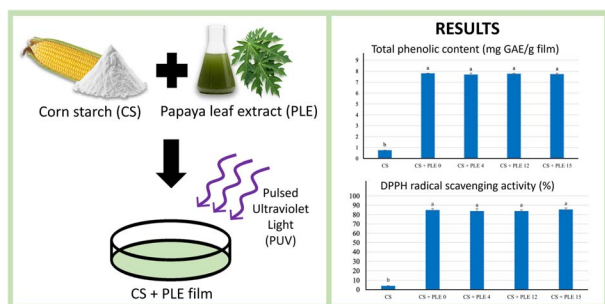 Corn starch (CS)
Papaya leaf extract (PLE)
Pulsed
Ultraviolet
Light
(PUV)
CS + PLE film
RESULTS
Total phenolic content (mg GAE/g film)
9
8
7
6
5
4
3
2
1
0
b
a
a
a
a
CS
CS + PLE 0
CS + PLE 4
CS + PLE 12
CS + PLE 15
DPPH radical scavenging activity (%)
100
90
80
70
60
50
40
30
20
10
0
b
a
a
a
a
CS
CS + PLE 0
CS + PLE 4
CS + PLE 12
CS + PLE 15